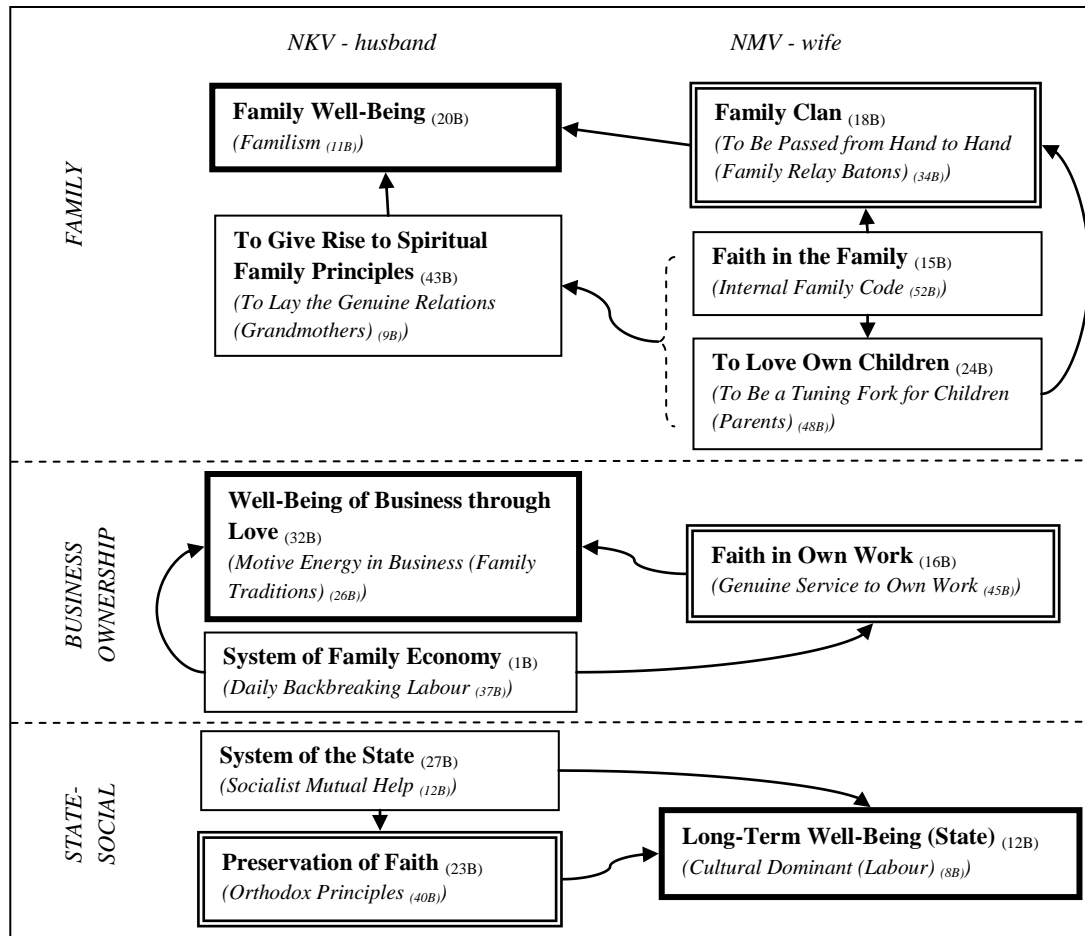 NKV - husband
NMV - wife
FAMILY
Family Well-Being (20B)
(Familism (11B))
Family Clan (18B)
(To Be Passed from Hand to Hand
(Family Relay Batons) (34B))
To Give Rise to Spiritual
Family Principles (43B)
(To Lay the Genuine Relations
(Grandmothers) (9B))
Faith in the Family (15B)
(Internal Family Code (52B))
To Love Own Children (24B)
(To Be a Tuning Fork for Children
(Parents) (48B))
BUSINESS
OWNERSHIP
Well-Being of Business through
Love (32B)
(Motive Energy in Business (Family
Traditions) (26B))
Faith in Own Work (16B)
(Genuine Service to Own Work (45B))
System of Family Economy (1B)
(Daily Backbreaking Labour (37B))
STATE-
SOCIAL
System of the State (27B)
(Socialist Mutual Help (12B))
Preservation of Faith (23B)
(Orthodox Principles (40B))
Long-Term Well-Being (State) (12B)
(Cultural Dominant (Labour) (8B))